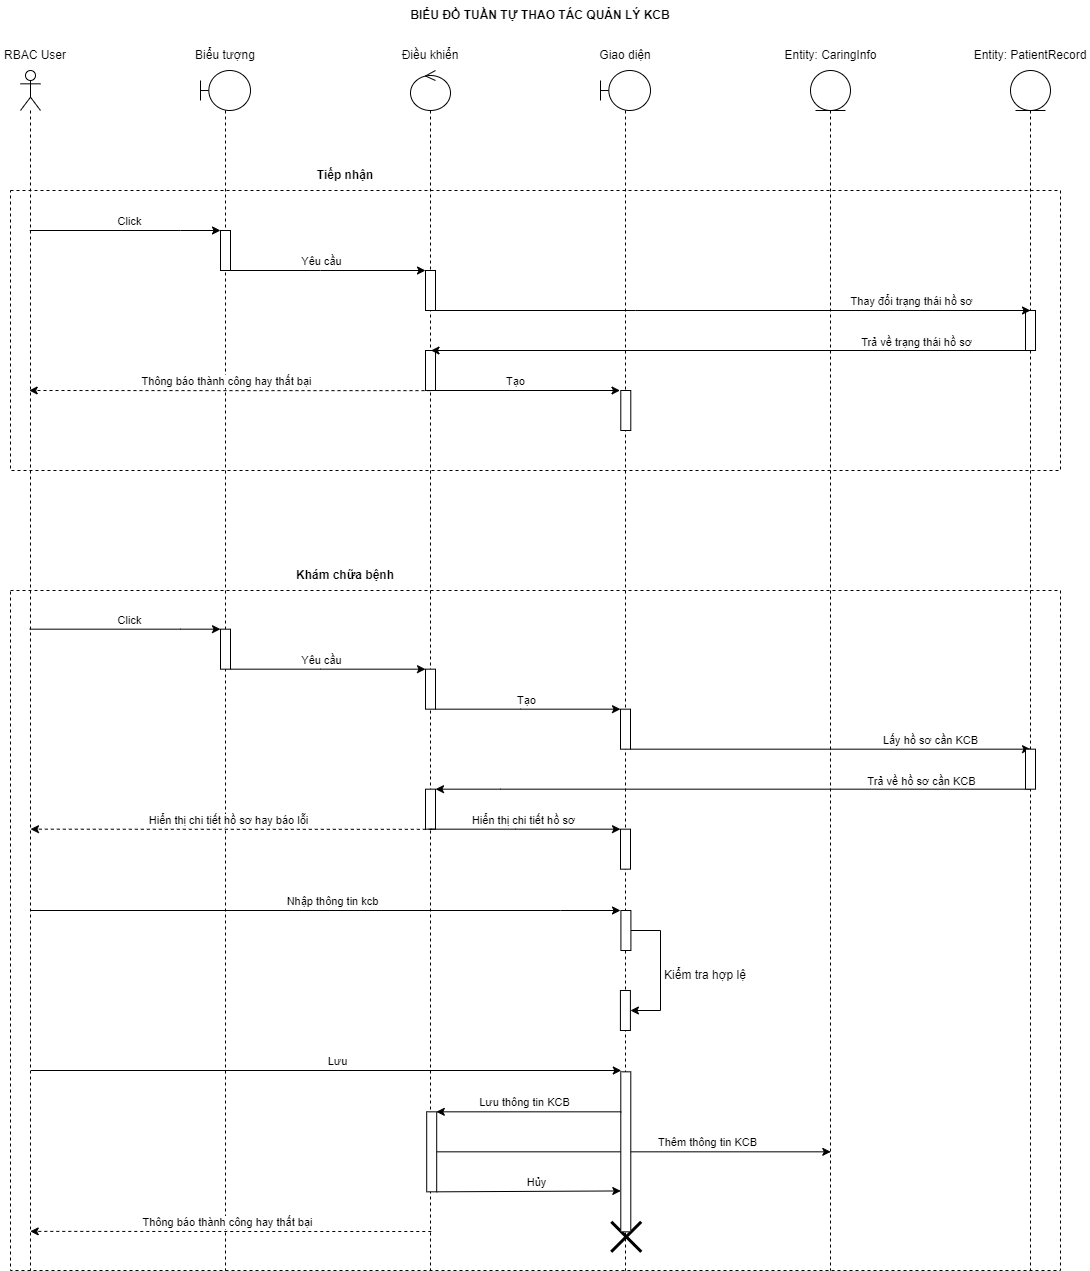 BIỂU ĐỒ TUẦN TỰ THAO TÁC QUẢN LÝ KCB
RBAC User
Biểu tượng
Điều khiển
Giao diện
Entity: CaringInfo
Entity: PatientRecord
Tiếp nhận
Click
Yêu cầu
Thay đổi trạng thái hồ sơ
Trả về trạng thái hồ sơ
Thông báo thành công hay thất bại
Tạo
Khám chữa bệnh
Click
Yêu cầu
Tạo
Lấy hồ sơ cần KCB
Trả về hồ sơ cần KCB
Hiển thị chi tiết hồ sơ hay báo lỗi
Hiển thị chi tiết hồ sơ
Nhập thông tin kcb
Kiểm tra hợp lệ
Lưu
Lưu thông tin KCB
Thêm thông tin KCB
Hủy
Thông báo thành công hay thất bại